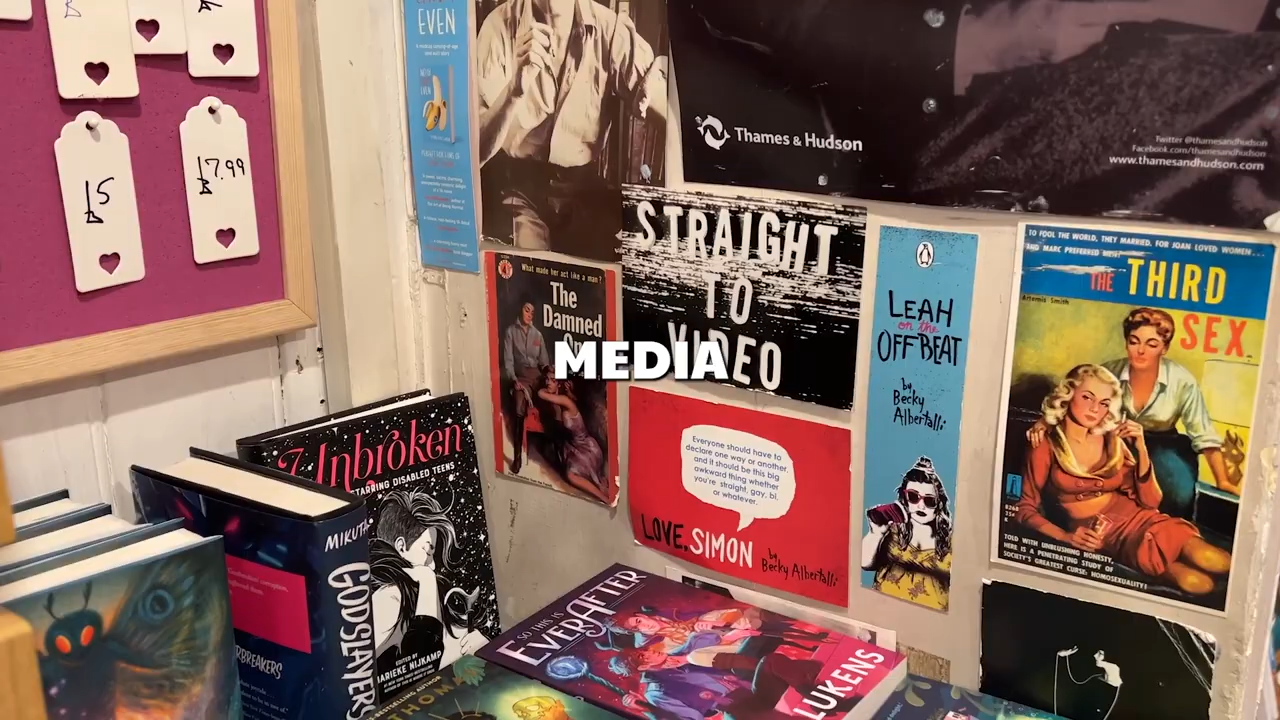 15
17.99
EVEN
Thames & Hudson
Twitter @thamesandhudson
Facebook.com/thamesandhudson
www.thamesandhudson.com
What made her act like a man?
The
Damned
STRAIGHT
TO
VIDEO
MEDIA
LEAH
on the
OFFBEAT
by
Becky
Albertalli
TO FOOL THE WORLD, THEY MARRIED. FOR JOAN LOVED WOMEN...
AND MARC PREFERRED MEN!
THE THIRD
SEX
Artemis Smith
TOLD WITH UNBLUSHING HONESTY,
HERE IS A PENETRATING STUDY OF
SOCIETY'S GREATEST CURSE: HOMOSEXUALITY!
Everyone should have to
declare one way or another,
and it should be this big
awkward thing whether
you're straight, gay, bi,
or whatever.
LOVE, SIMON
by
Becky Albertalli
Unbroken
STARRING DISABLED TEENS
EDITED BY
MARIEKE NIJKAMP
MIKUTA
GODSLAYERS
SO THIS IS
EVER AFTER
LUKENS